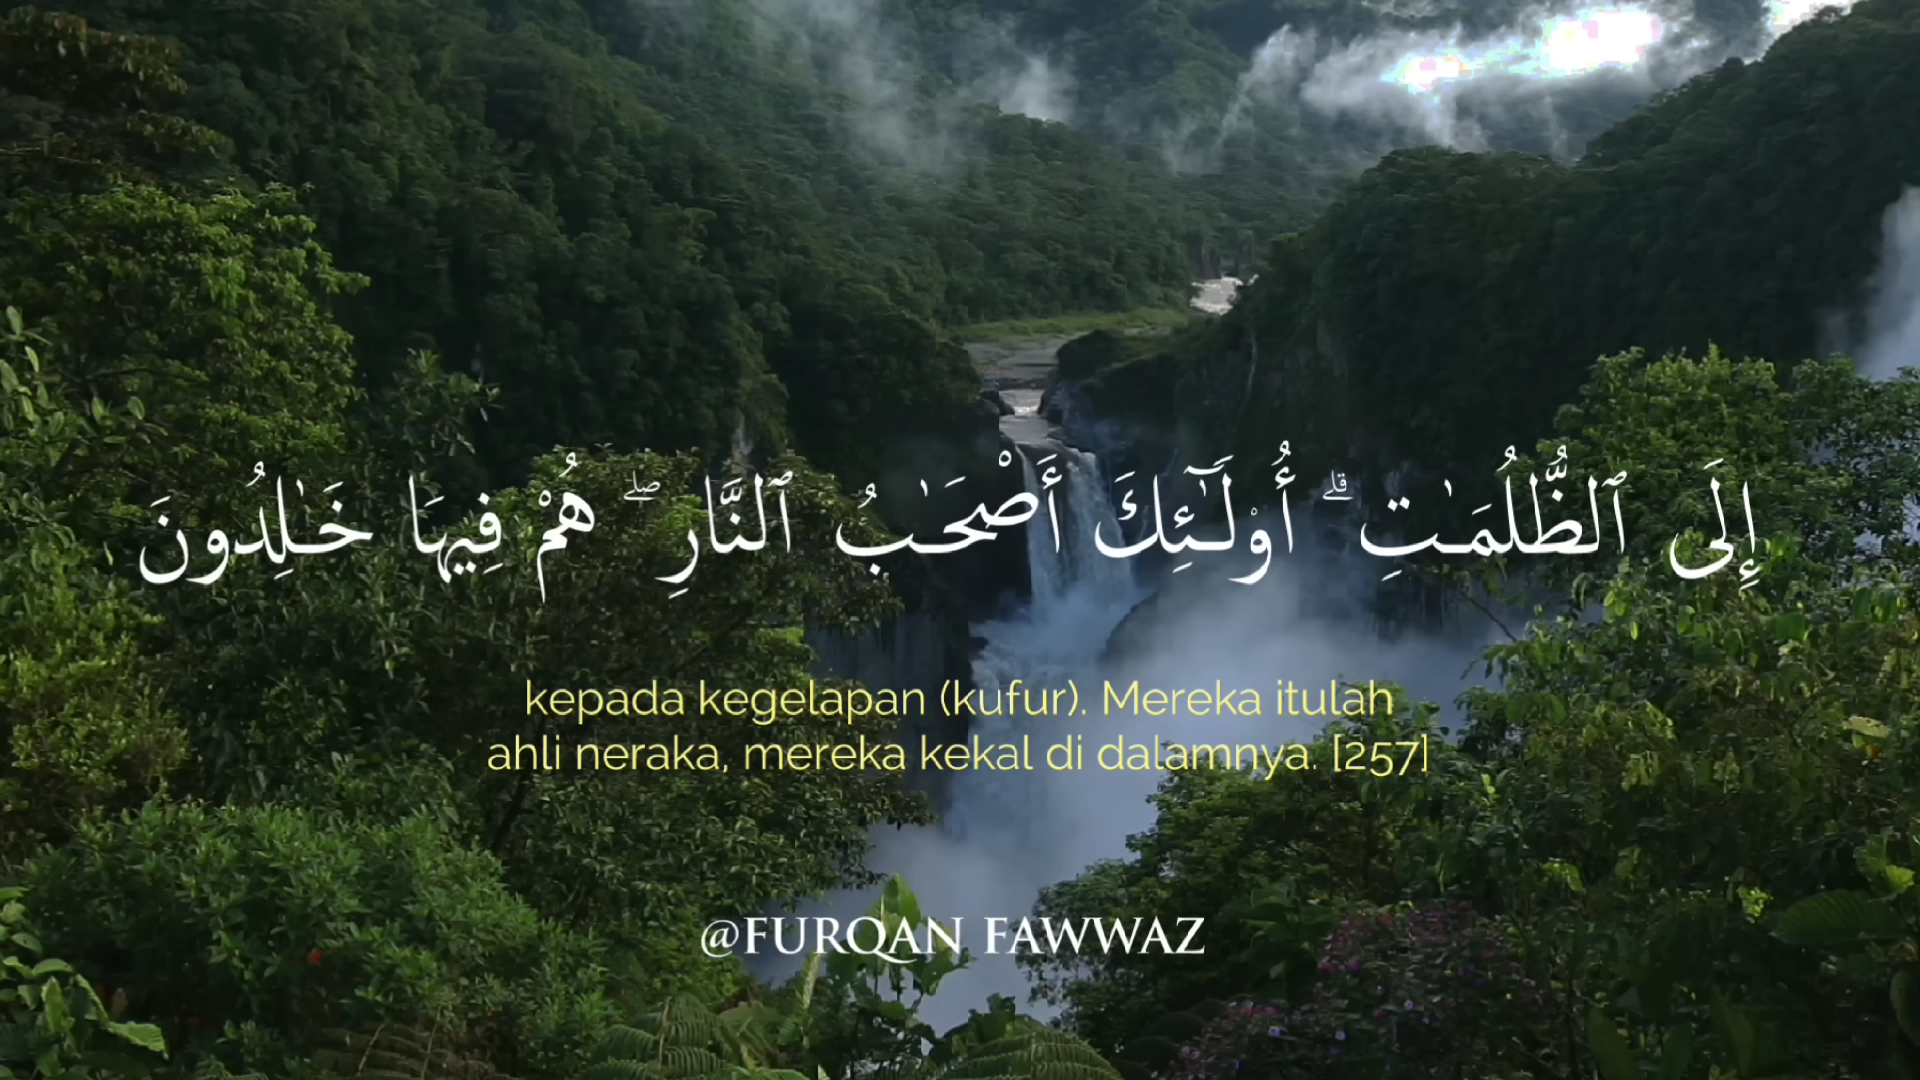 إِلَى ٱلظُّلُمَـٰتِ ۗ أُو۟لَـٰٓئِكَ أَصْحَـٰبُ ٱلنَّارِ ۖ هُمْ فِيهَا خَـٰلِدُونَ
kepada kegelapan (kufur). Mereka itulah
ahli neraka, mereka kekal di dalamnya. [257]
@FURQAN FAWWAZ